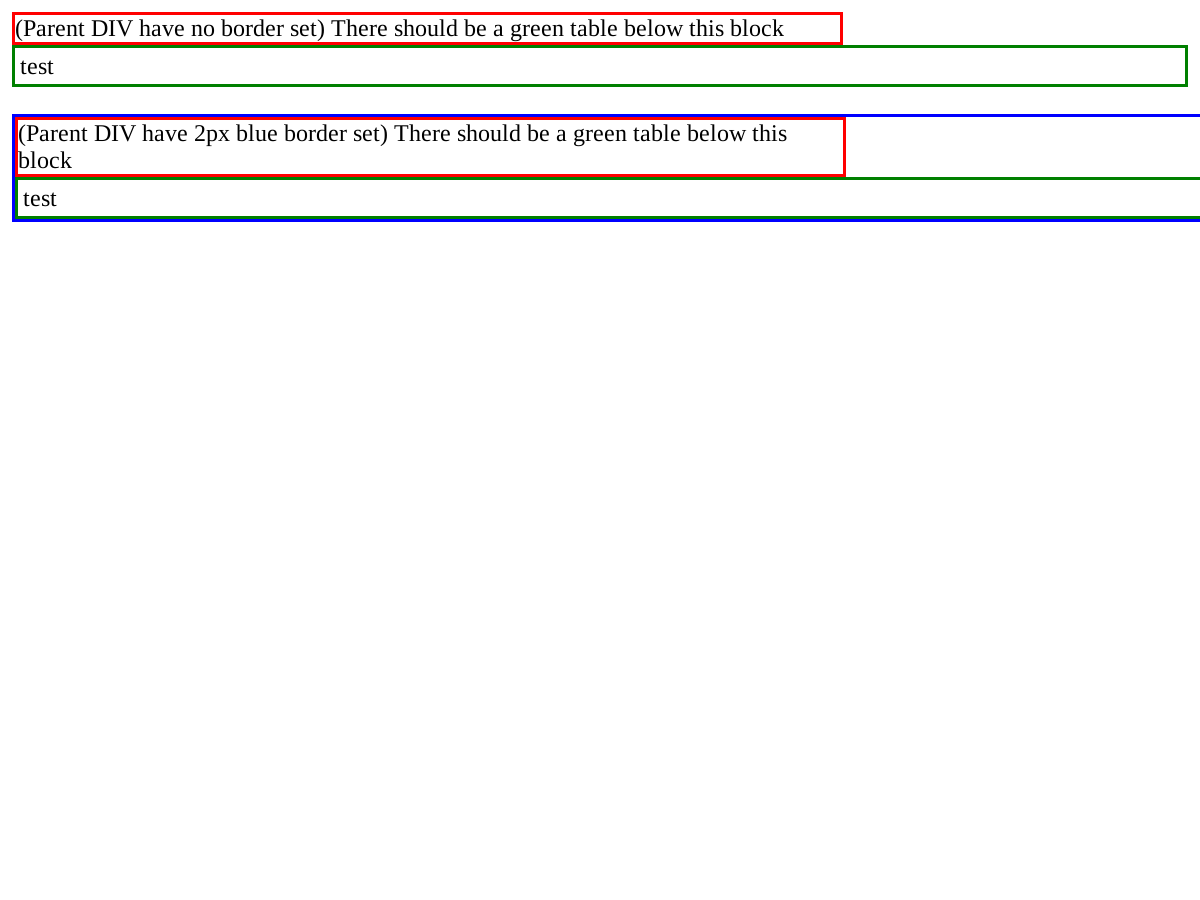 (Parent DIV have no border set) There should be a green table below this block
test
(Parent DIV have 2px blue border set) There should be a green table below this
block
test